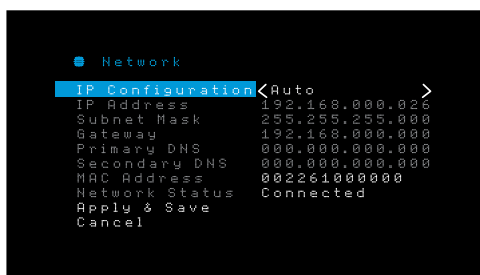 Network
IP Configuration Auto
IP Address 192.168.000.026
Subnet Mask 255.255.255.000
Gateway 192.168.000.000
Primary DNS 000.000.000.000
Secondary DNS 000.000.000.000
MAC Address 002261000000
Network Status Connected
Apply & Save
Cancel